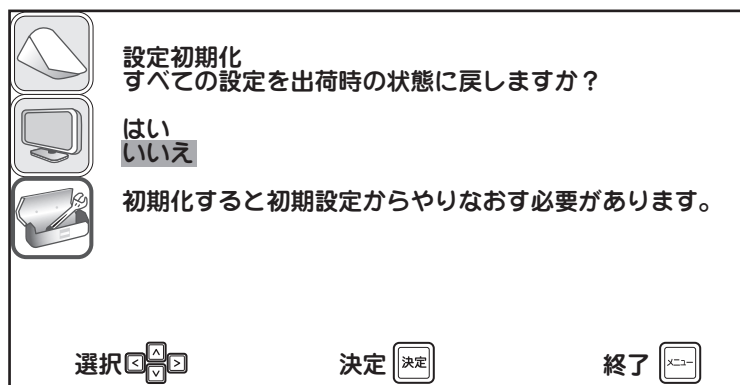 設定初期化
すべての設定を出荷時の状態に戻しますか？
はい
いいえ
初期化すると初期設定からやりなおす必要があります。
選択 決定 決定 終了 メニュー